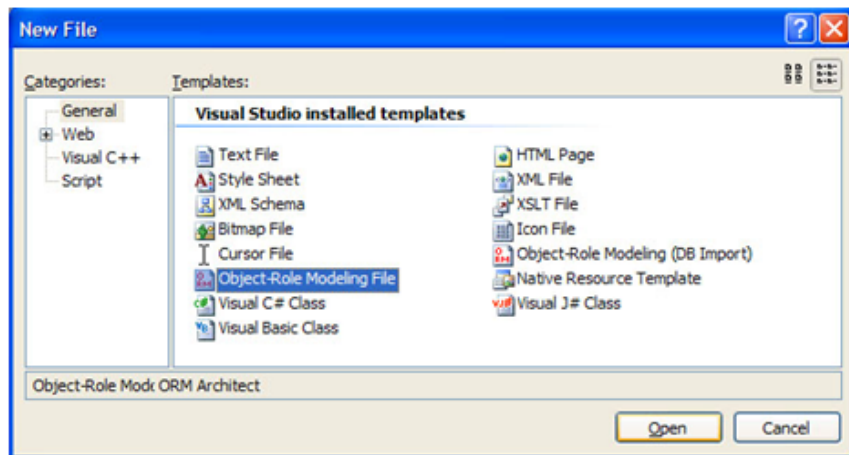 New File
Categories:
Templates:
General
Web
Visual C++
Script
Visual Studio installed templates
Text File
HTML Page
Style Sheet
XML File
XML Schema
XSLT File
Bitmap File
Icon File
Cursor File
Object-Role Modeling (DB Import)
Object-Role Modeling File
Native Resource Template
Visual C# Class
Visual J# Class
Visual Basic Class
Object-Role Mode ORM Architect
Open
Cancel